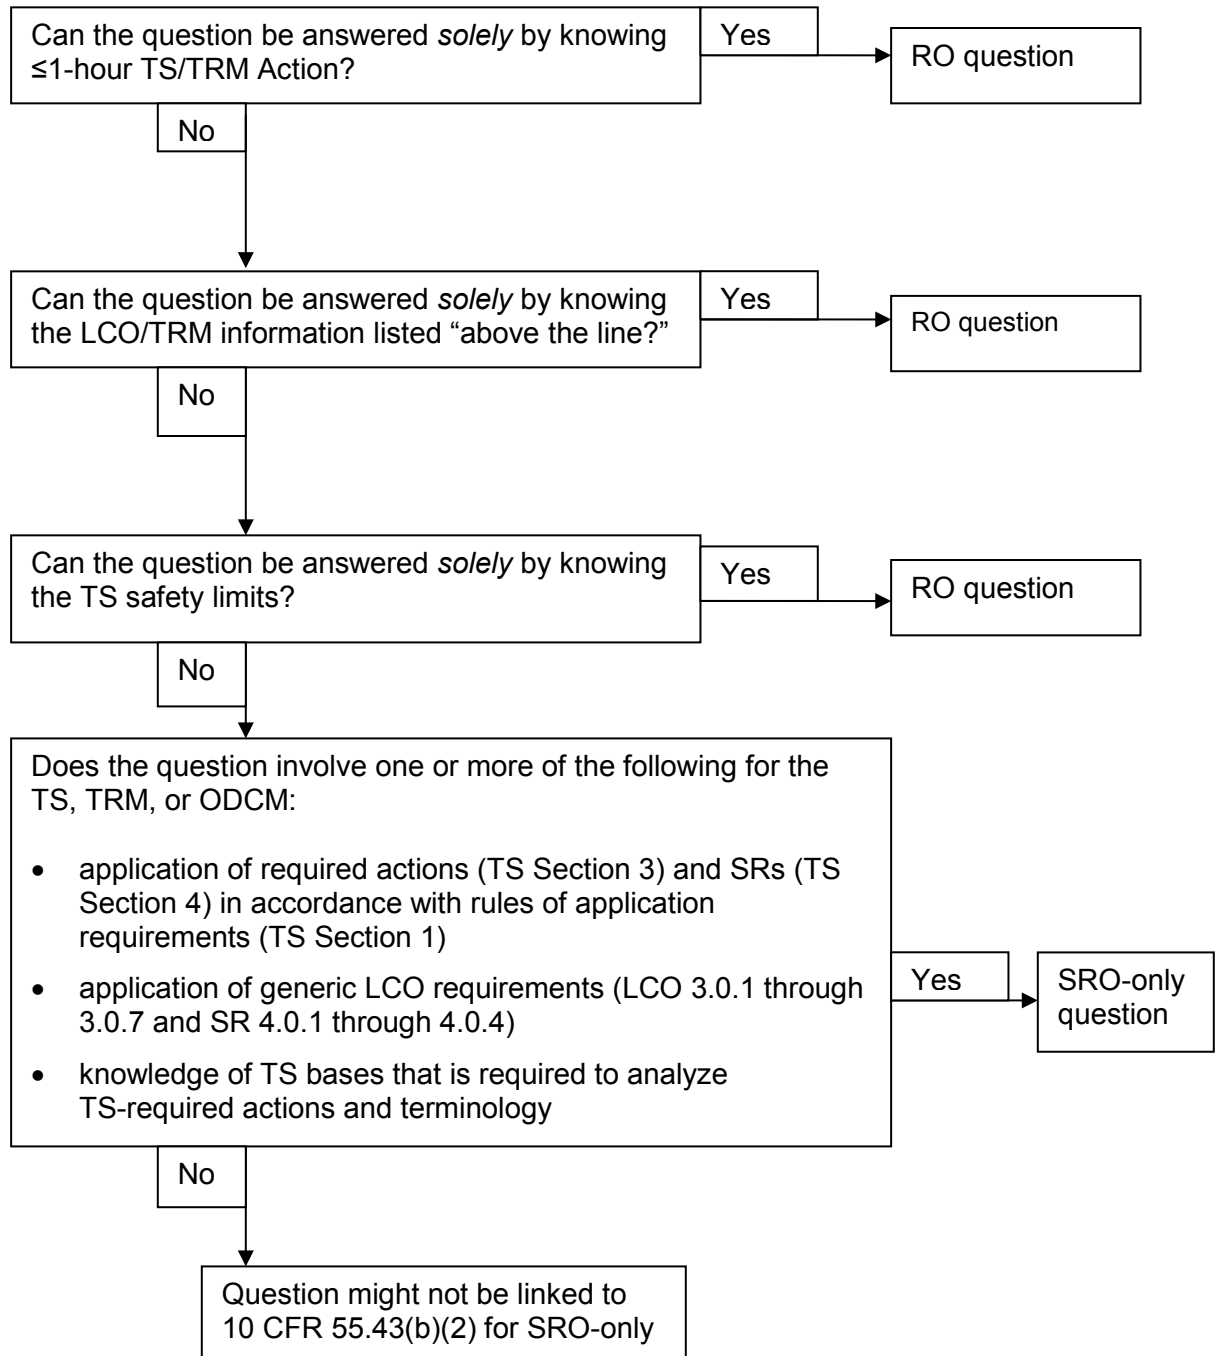 Can the question be answered solely by knowing
≤1-hour TS/TRM Action?
Yes
RO question
No
Can the question be answered solely by knowing
the LCO/TRM information listed “above the line?”
Yes
RO question
No
Can the question be answered solely by knowing
the TS safety limits?
Yes
RO question
No
Does the question involve one or more of the following for the
TS, TRM, or ODCM:
• application of required actions (TS Section 3) and SRs (TS
Section 4) in accordance with rules of application
requirements (TS Section 1)
• application of generic LCO requirements (LCO 3.0.1 through
3.0.7 and SR 4.0.1 through 4.0.4)
• knowledge of TS bases that is required to analyze
TS-required actions and terminology
Yes
SRO-only
question
No
Question might not be linked to
10 CFR 55.43(b)(2) for SRO-only